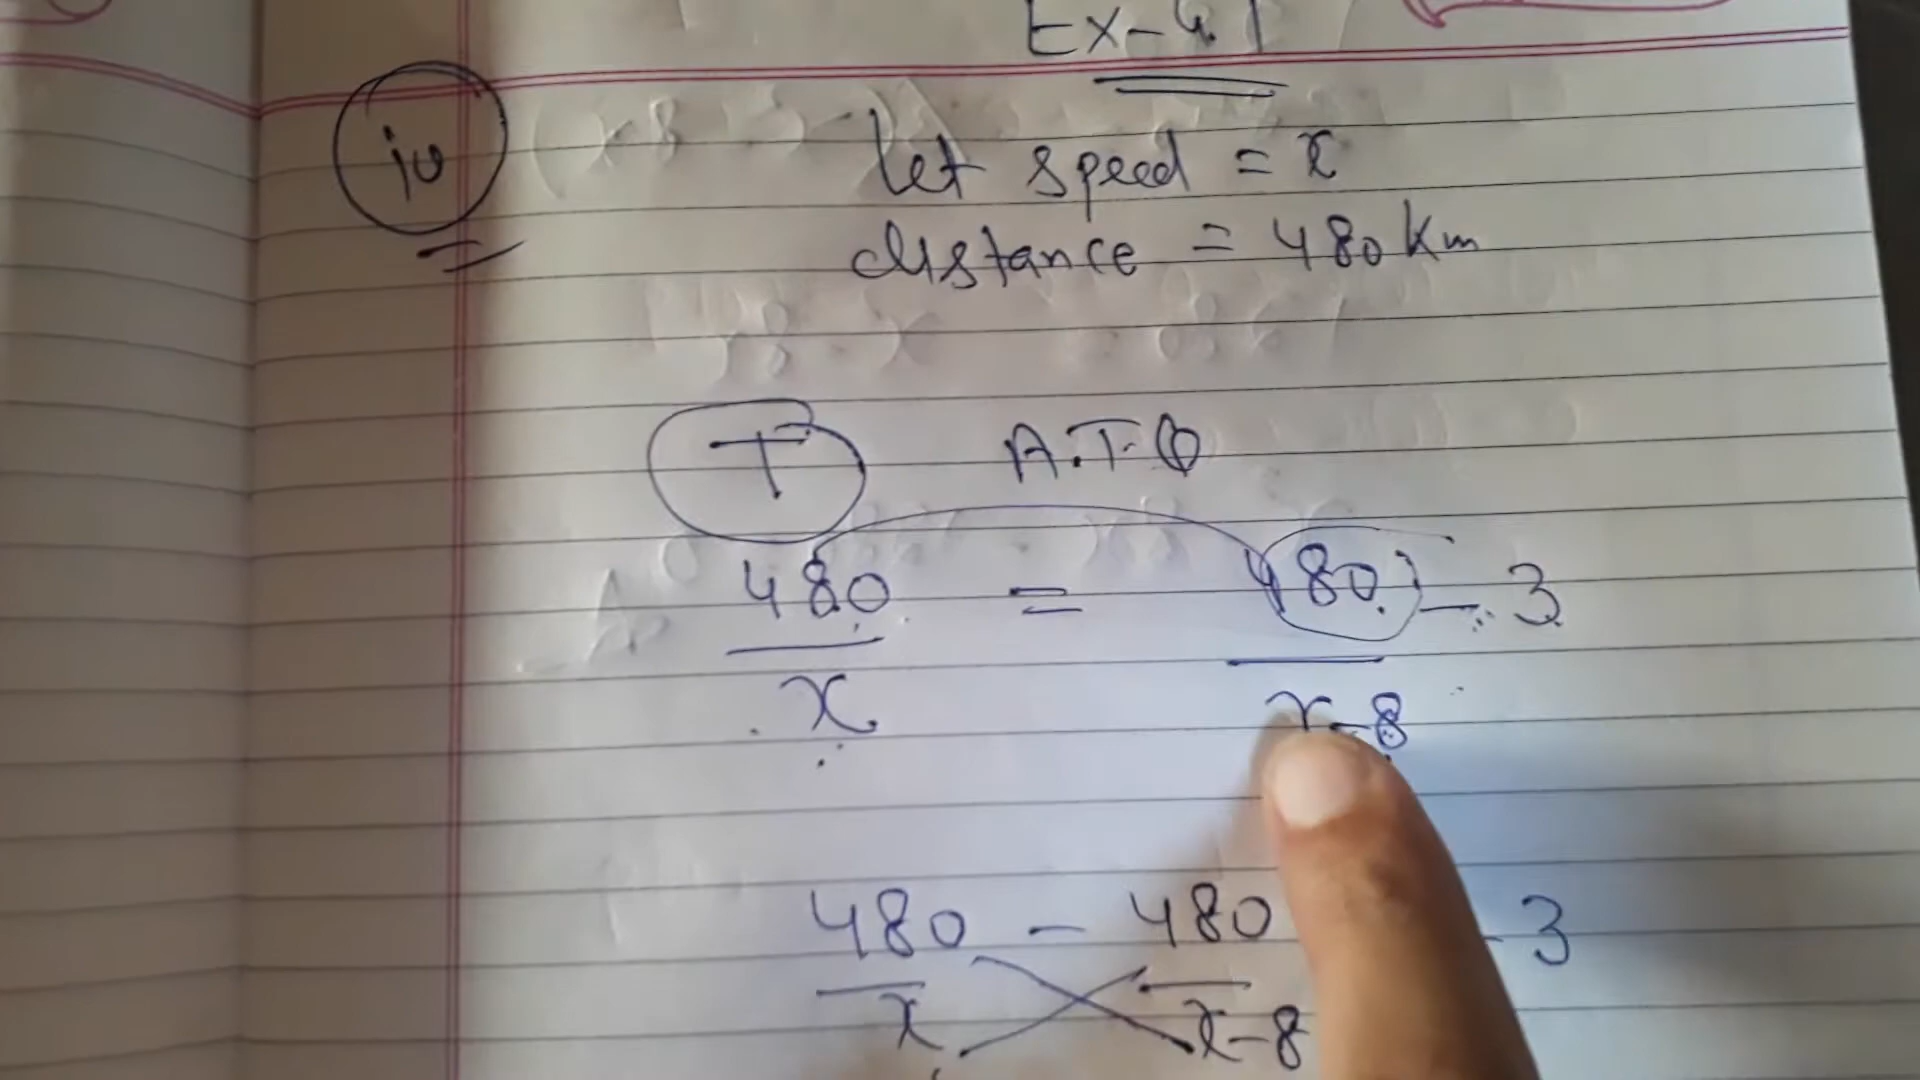 Ex-4.1
iv
let speed = x
distance = 480 Km
T A.T.Q
480 = 480 - 3
x x-8
480 - 480 - 3
x x-8